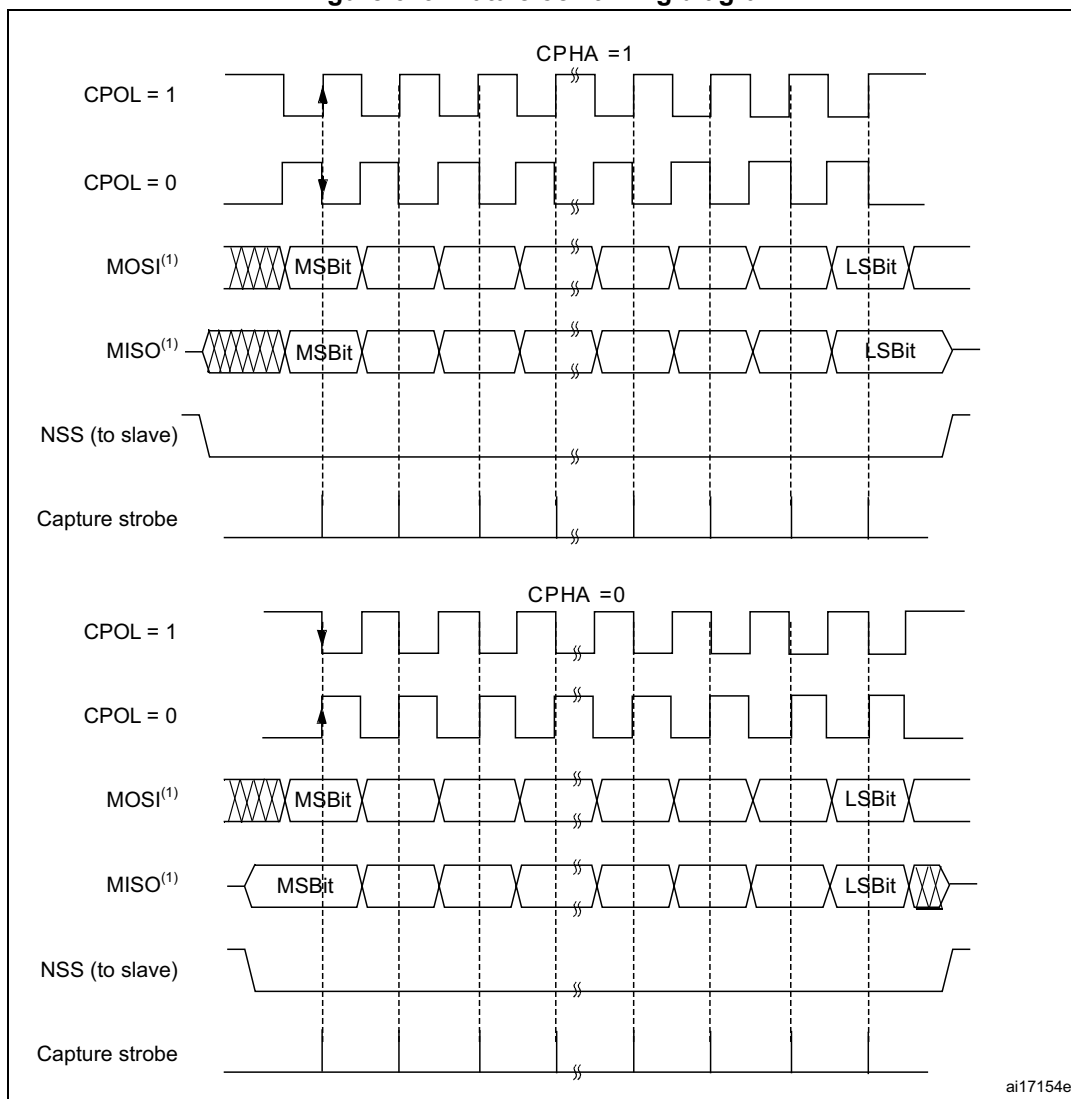 CPHA =1
CPOL = 1
CPOL = 0
MOSI(1) MSBit LSBit
MISO(1) MSBit LSBit
NSS (to slave)
Capture strobe
CPHA =0
CPOL = 1
CPOL = 0
MOSI(1) MSBit LSBit
MISO(1) MSBit LSBit
NSS (to slave)
Capture strobe
ai17154e